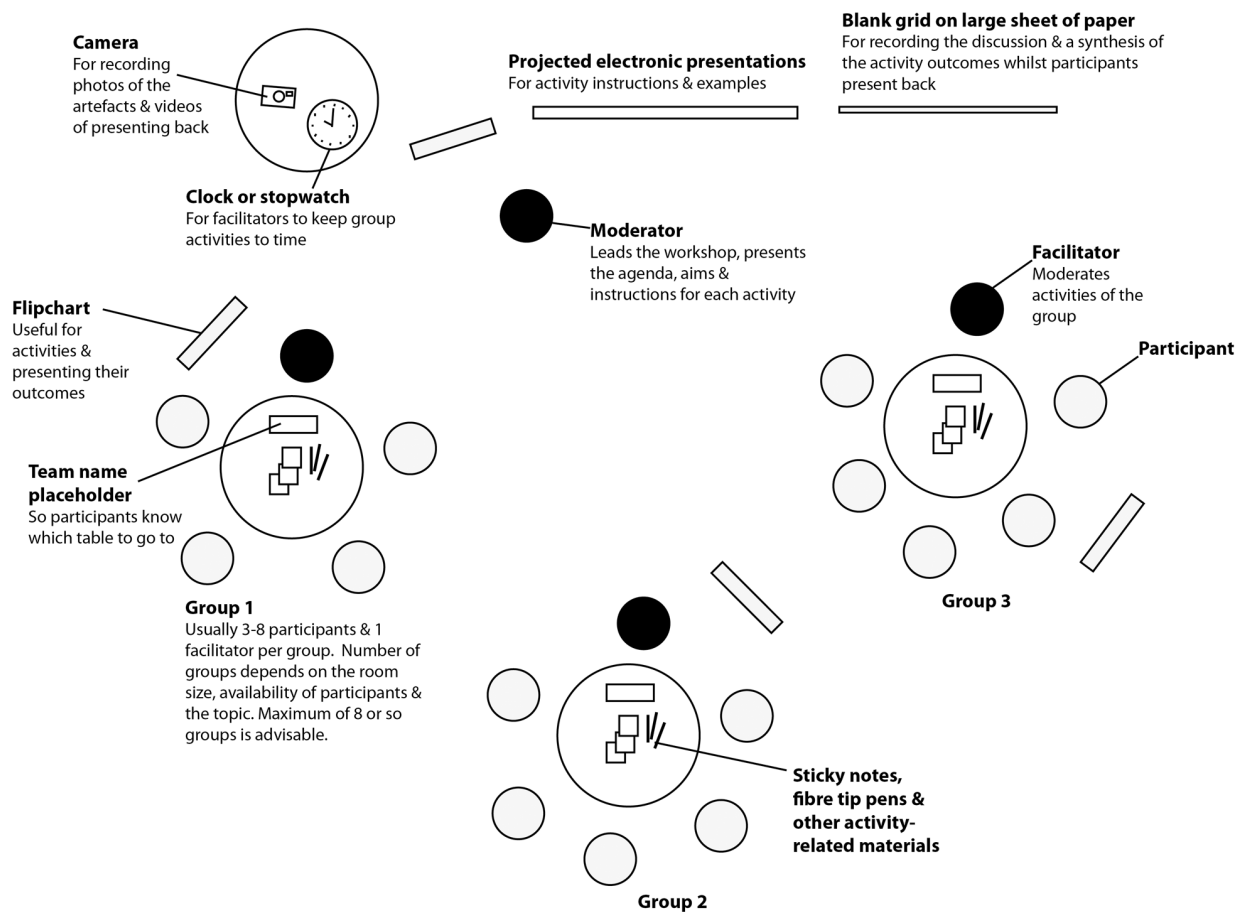 Camera
For recording
photos of the
artefacts & videos
of presenting back
Projected electronic presentations
For activity instructions & examples
Blank grid on large sheet of paper
For recording the discussion & a synthesis of
the activity outcomes whilst participants
present back
Clock or stopwatch
For facilitators to keep group
activities to time
Moderator
Leads the workshop, presents
the agenda, aims &
instructions for each activity
Facilitator
Moderates
activities of the
group
Participant
Flipchart
Useful for
activities &
presenting their
outcomes
Team name
placeholder
So participants know
which table to go to
Group 1
Usually 3-8 participants & 1
facilitator per group.  Number of
groups depends on the room
size, availability of participants &
the topic. Maximum of 8 or so
groups is advisable.
Group 3
Sticky notes,
fibre tip pens &
other activity-
related materials
Group 2